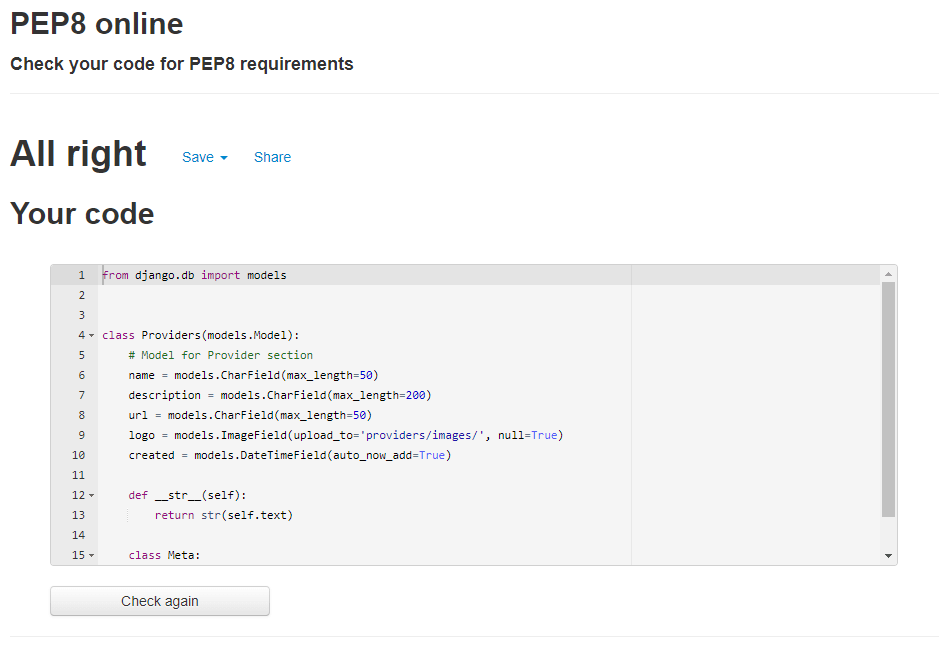 PEP8 online
Check your code for PEP8 requirements
All right Save Share
Your code
1 from django.db import models
2
3
4 class Providers(models.Model):
5     # Model for Provider section
6     name = models.CharField(max_length=50)
7     description = models.CharField(max_length=200)
8     url = models.CharField(max_length=50)
9     logo = models.ImageField(upload_to='providers/images/', null=True)
10     created = models.DateTimeField(auto_now_add=True)
11
12     def __str__(self):
13         return str(self.text)
14
15     class Meta:
Check again